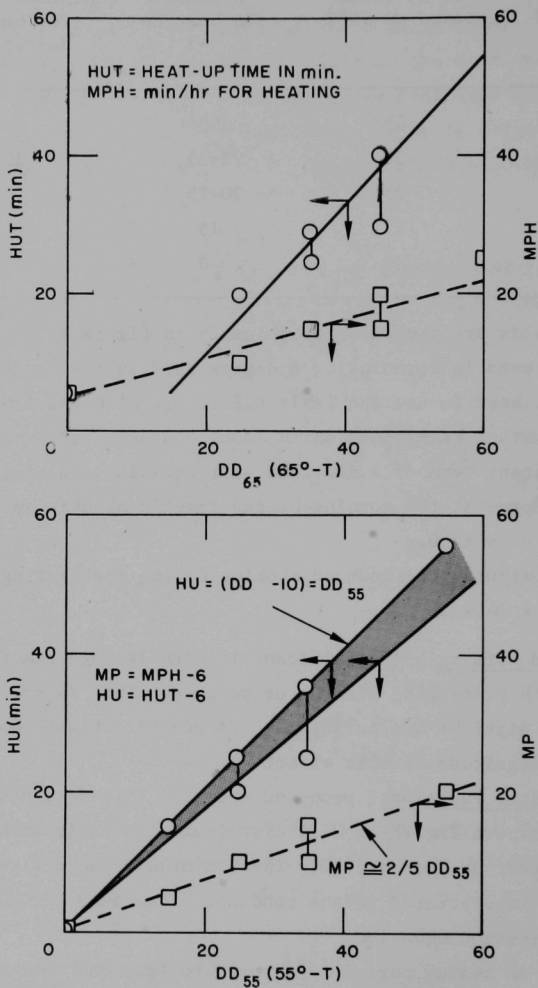 60
60
HUT = HEAT-UP TIME IN min.
MPH = min/hr FOR HEATING
40
40
HUT (min)
MPH
20
20
0
20
40
60
DD65 (65°-T)
60
60
HU = (DD -10) = DD55
40
40
MP = MPH-6
HU = HUT-6
HU (min)
MP
20
20
MP ≅ 2/5 DD55
0
20
40
60
DD55 (55°-T)